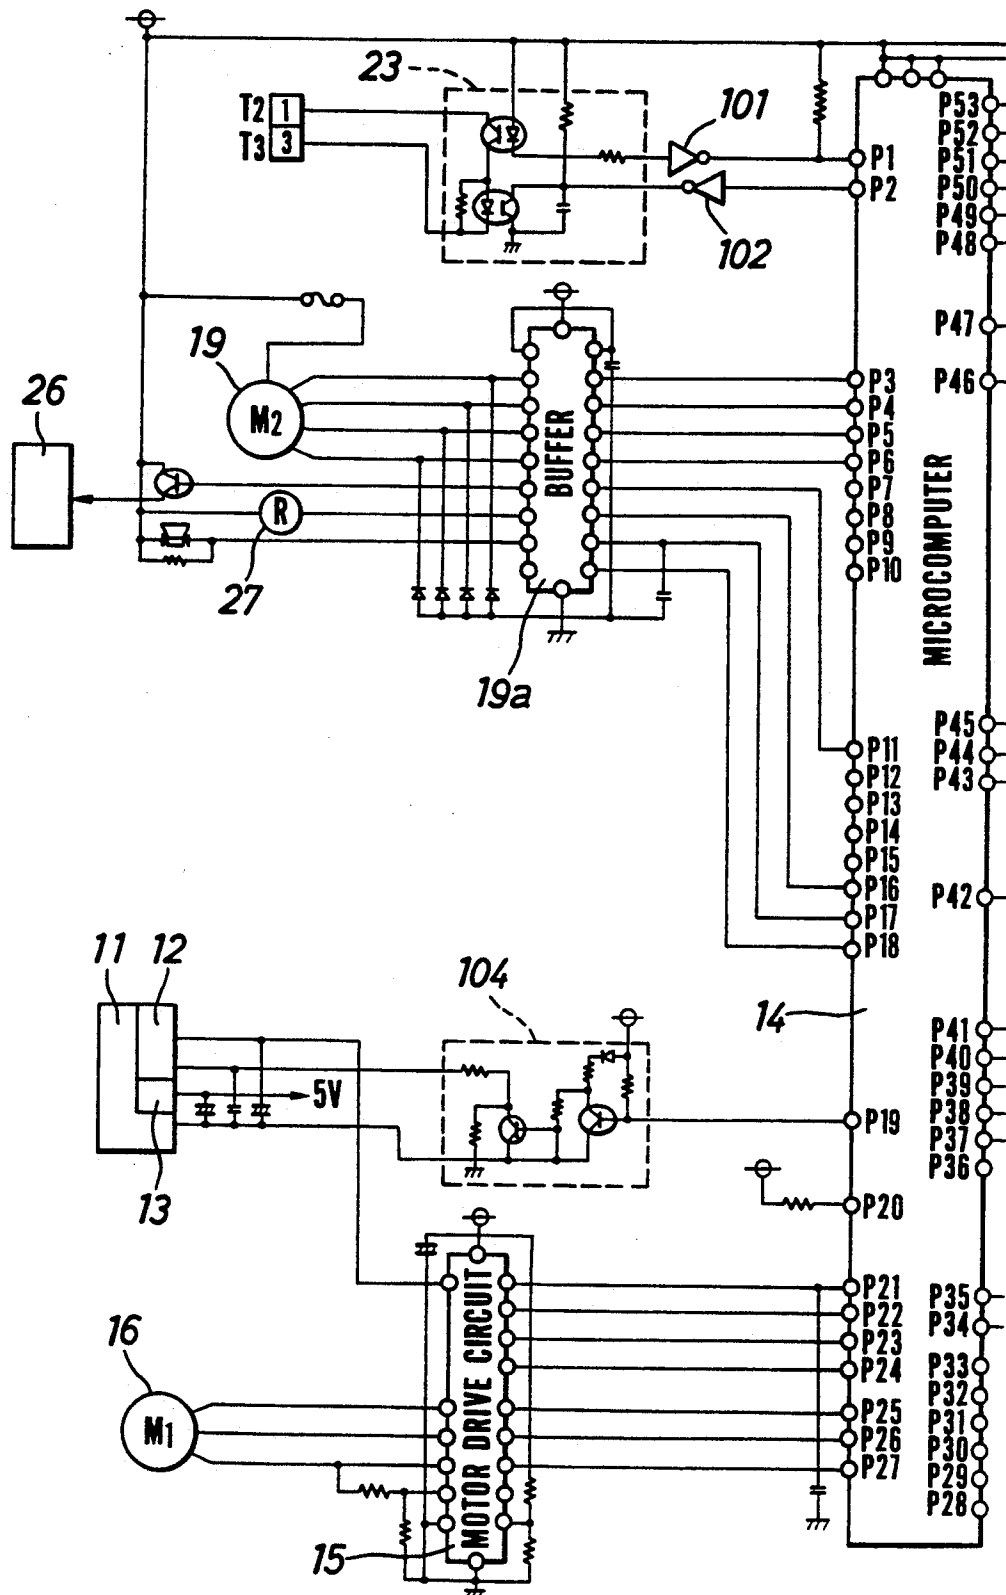 23
101
T2 1
T3 3
102
P1
P2
P3
P4
P5
P6
P7
P8
P9
P10
P11
P12
P13
P14
P15
P16
P17
P18
P19
P20
P21
P22
P23
P24
P25
P26
P27
P53
P52
P51
P50
P49
P48
P47
P46
P45
P44
P43
P42
P41
P40
P39
P38
P37
P36
P35
P34
P33
P32
P31
P30
P29
P28
MICROCOMPUTER
14
19
M2
26
BUFFER
R
27
19a
11
12
104
5V
13
16
M1
MOTOR DRIVE CIRCUIT
15